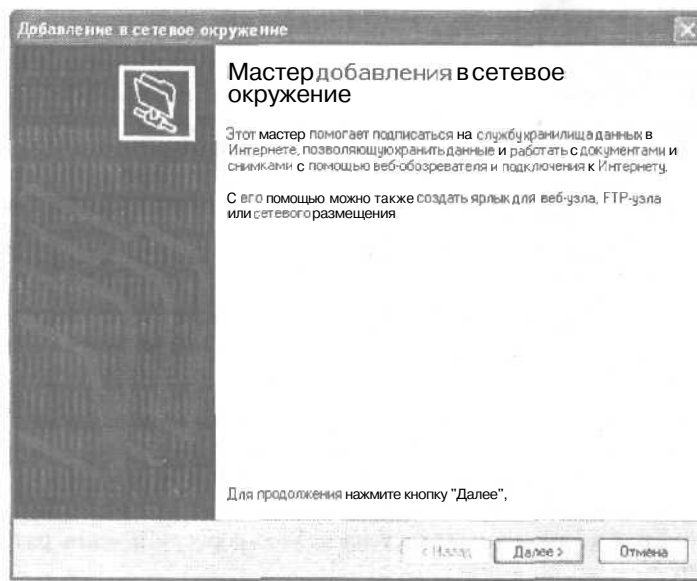 Добавление в сетевое окружение
Мастер добавления в сетевое
окружение
Этот мастер помогает подписаться на службу хранилища данных в
Интернете, позволяющую хранить данные и работать с документами и
снимками с помощью веб-обозревателя и подключения к Интернету.
С его помощью можно также создать ярлык для веб-узла, FTP-узла
или сетевого размещения
Для продолжения нажмите кнопку "Далее",
< Назад Далее > Отмена